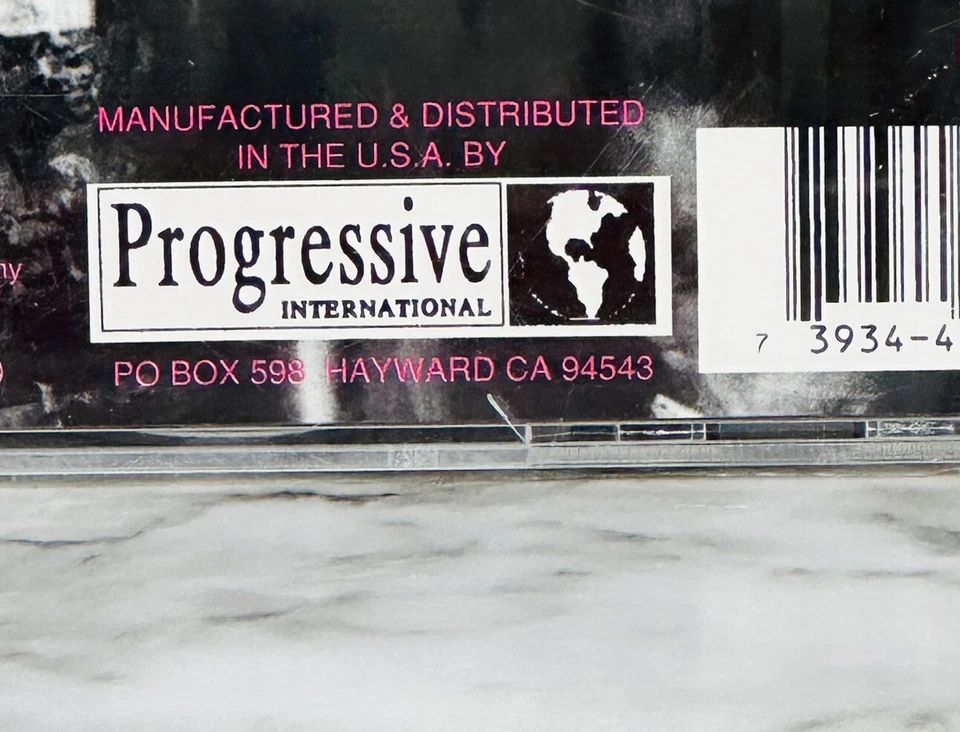 MANUFACTURED & DISTRIBUTED
IN THE U.S.A. BY
Progressive
INTERNATIONAL
PO BOX 598 HAYWARD CA 94543
7 3934-4